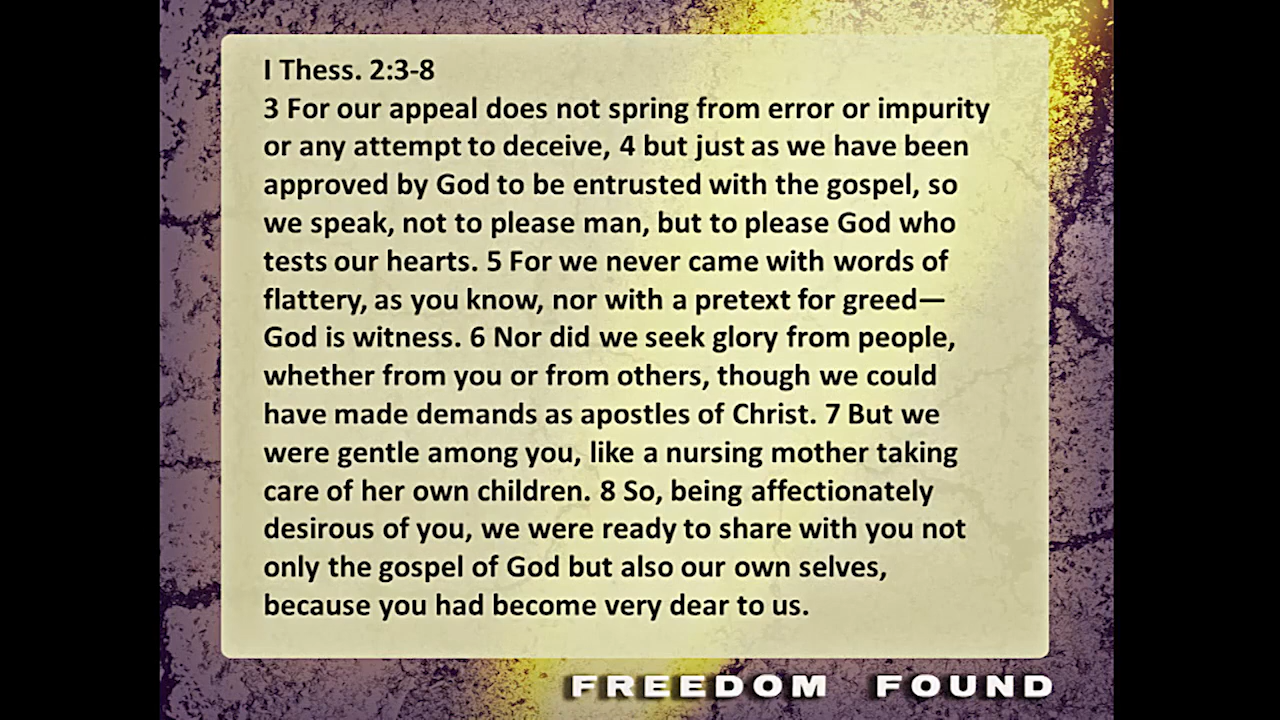 I Thess. 2:3-8
3 For our appeal does not spring from error or impurity
or any attempt to deceive, 4 but just as we have been
approved by God to be entrusted with the gospel, so
we speak, not to please man, but to please God who
tests our hearts. 5 For we never came with words of
flattery, as you know, nor with a pretext for greed—
God is witness. 6 Nor did we seek glory from people,
whether from you or from others, though we could
have made demands as apostles of Christ. 7 But we
were gentle among you, like a nursing mother taking
care of her own children. 8 So, being affectionately
desirous of you, we were ready to share with you not
only the gospel of God but also our own selves,
because you had become very dear to us.
FREEDOM FOUND